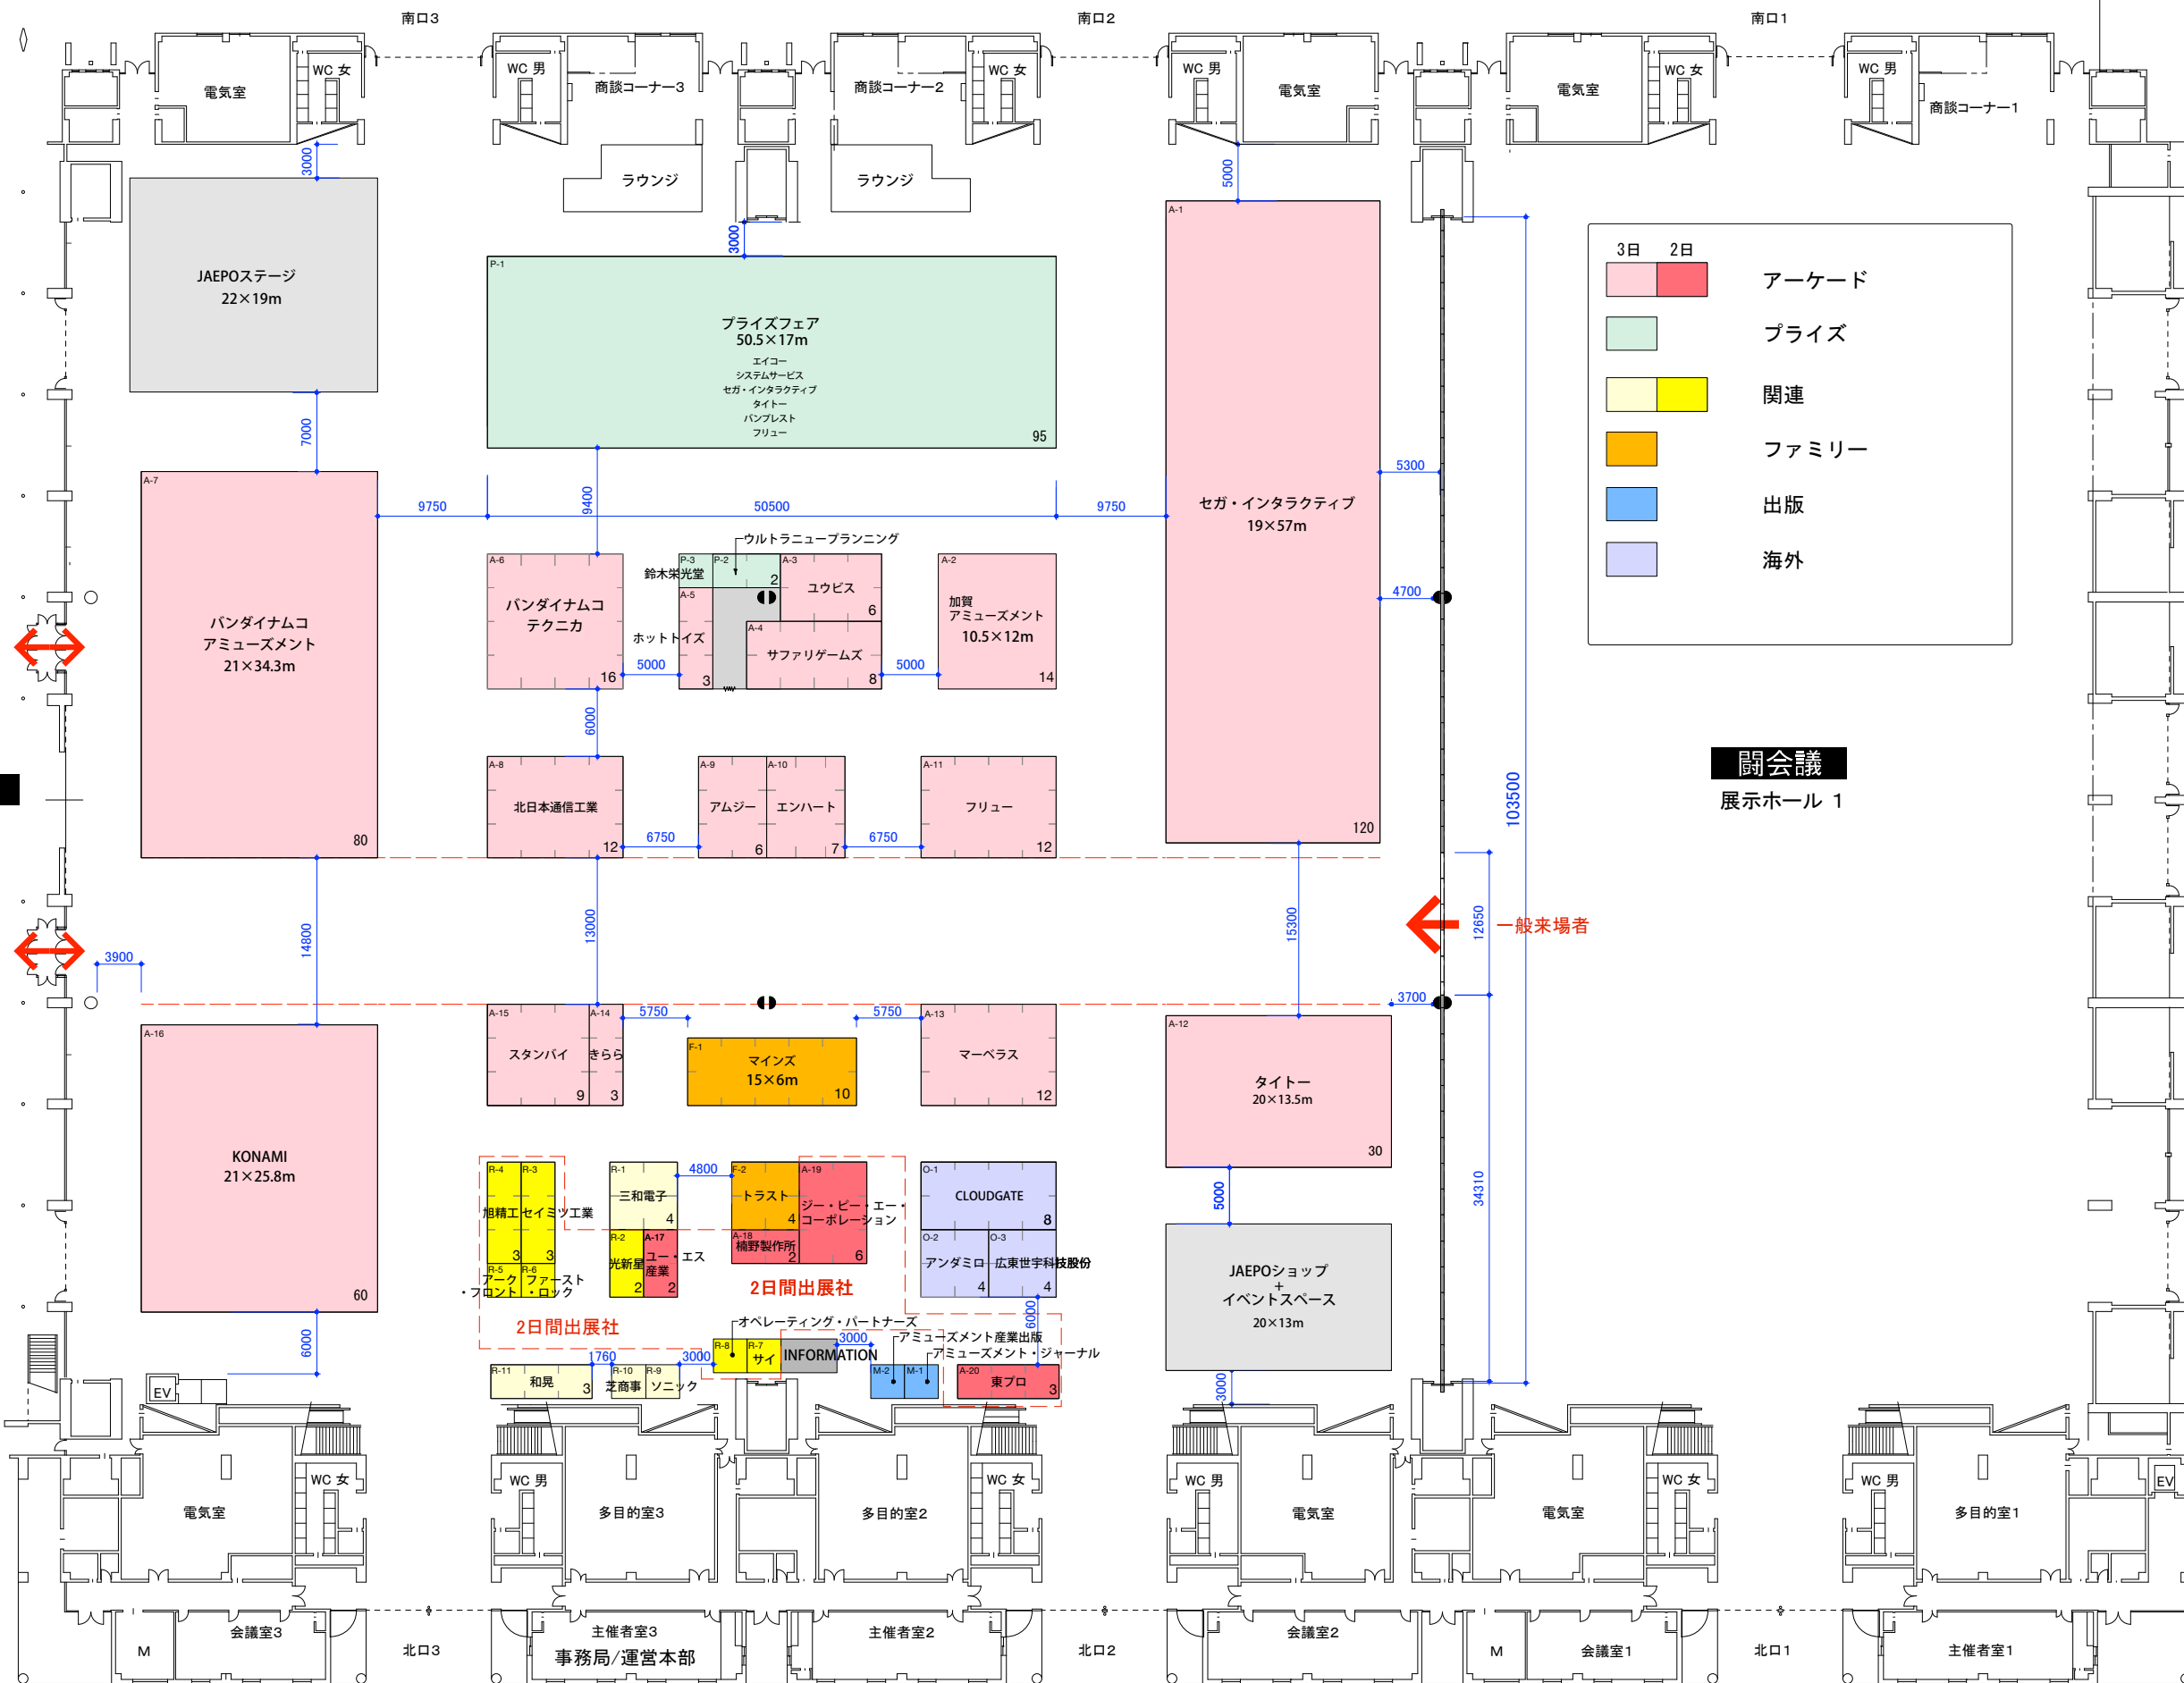 南口3
南口2
南口1
電気室
WC 女
WC 男
商談コーナー3
商談コーナー2
WC 女
WC 男
電気室
電気室
WC 女
WC 男
商談コーナー1
ラウンジ
ラウンジ
3000
5000
3000
JAEPOステージ
22×19m
7000
P-1
プライズフェア
50.5×17m
エイコー
システムサービス
セガ・インタラクティブ
タイトー
バンプレスト
フリュー
95
A-1
セガ・インタラクティブ
19×57m
120
3日 2日
アーケード
プライズ
関連
ファミリー
出版
海外
5300
4700
9750
9400
50500
9750
A-7
バンダイナムコ
アミューズメント
21×34.3m
80
A-6
バンダイナムコ
テクニカ
16
ウルトラニュープランニング
P-3
鈴木栄光堂
P-2
2
A-3
ユウビス
6
A-5
ホットトイズ
3
A-4
サファリゲームズ
8
A-2
加賀
アミューズメント
10.5×12m
14
5000
5000
6000
A-8
北日本通信工業
12
6750
A-9
アムジー
6
A-10
エンハート
7
6750
A-11
フリュー
12
闘会議
展示ホール 1
103500
12650
一般来場者
34310
14800
13000
15300
3900
3700
A-16
KONAMI
21×25.8m
60
A-15
スタンバイ
9
A-14
きらら
3
5750
F-1
マインズ
15×6m
10
5750
A-13
マーベラス
12
A-12
タイトー
20×13.5m
30
5000
R-4
旭精工
3
R-3
セイミツ工業
3
R-5
アーク
・フロント
R-6
ファースト
・ロック
R-1
三和電子
4
R-2
光新星
2
A-17
ユー・エス
産業
2
4800
F-2
トラスト
4
A-18
楠野製作所
2
A-19
ジー・ピー・エー・
コーポレーション
6
O-1
CLOUDGATE
8
O-2
アンダミロ
4
O-3
広東世宇科技股份
4
JAEPOショップ
+
イベントスペース
20×13m
2日間出展社
2日間出展社
6000
6000
オペレーティング・パートナーズ
R-8
R-7
サイ
INFORMATION
3000
アミューズメント産業出版
アミューズメント・ジャーナル
M-2
M-1
A-20
東プロ
3
R-11
和晃
3
1760
R-10
芝商事
R-9
ソニック
3000
3000
EV
電気室
WC 女
WC 男
多目的室3
多目的室2
WC 女
WC 男
電気室
電気室
WC 女
WC 男
多目的室1
EV
M
会議室3
北口3
主催者室3
事務局/運営本部
主催者室2
北口2
会議室2
M
会議室1
北口1
主催者室1